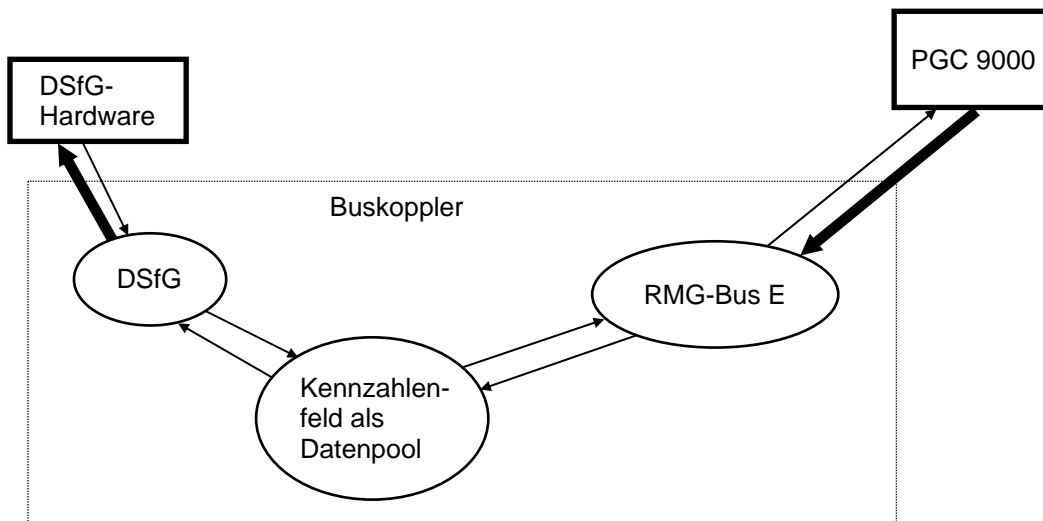 PGC 9000
DSfG-
Hardware
Buskoppler
DSfG
RMG-Bus E
Kennzahlen-
feld als
Datenpool